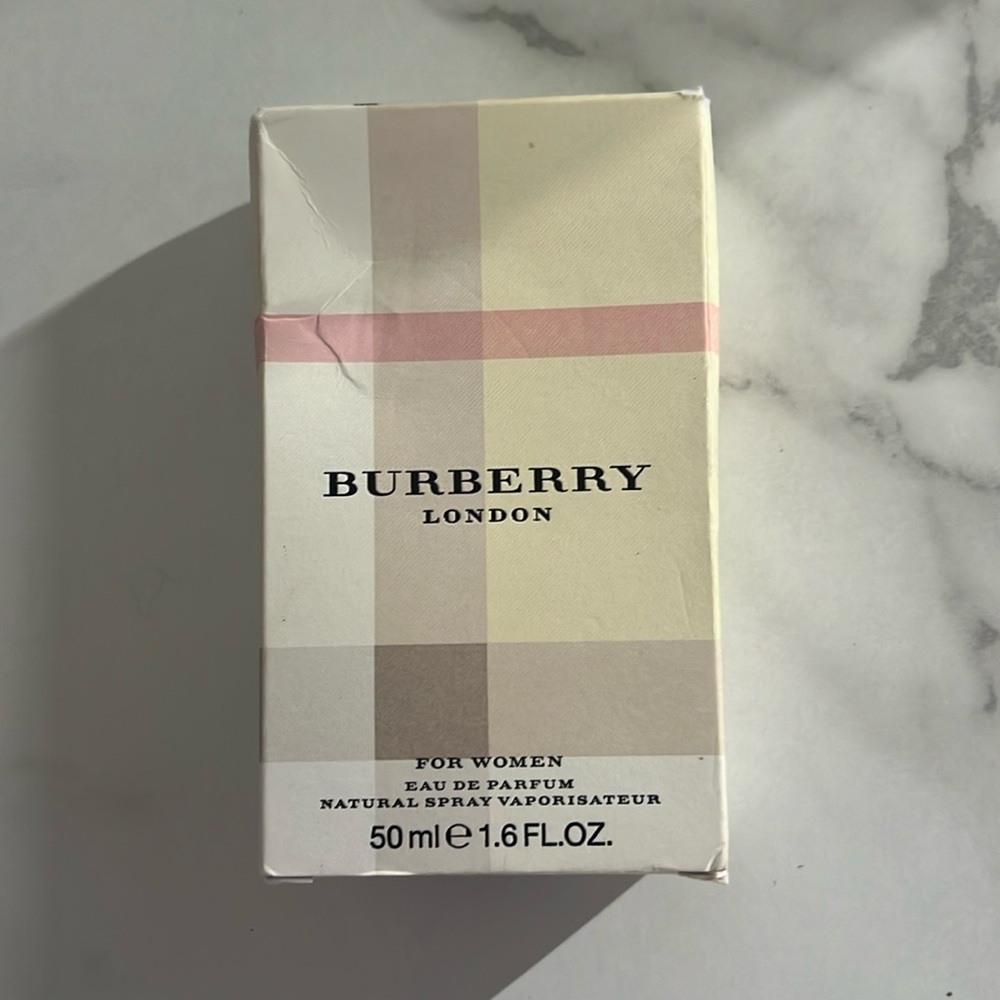 BURBERRY
LONDON
FOR WOMEN
EAU DE PARFUM
NATURAL SPRAY VAPORISATEUR
50 ml ℮ 1.6 FL.OZ.